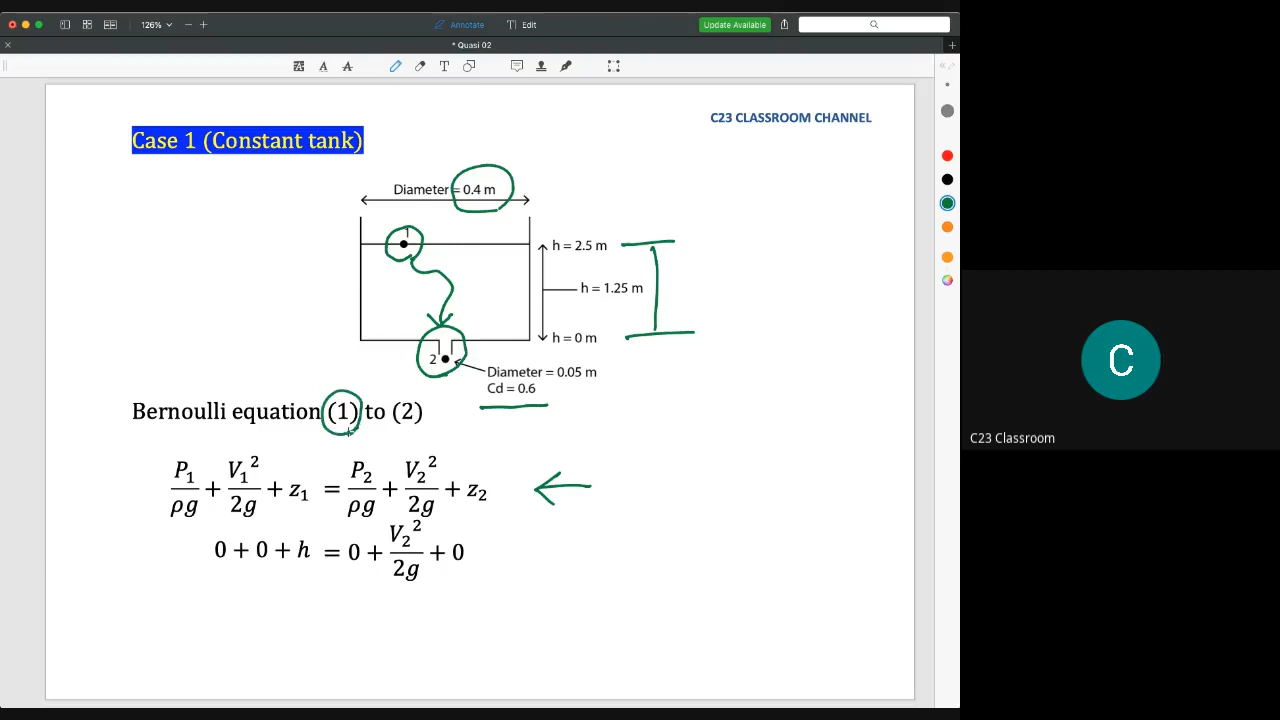 126%
Annotate
Edit
Update Available
* Quasi 02
C23 CLASSROOM CHANNEL
Case 1 (Constant tank)
Diameter = 0.4 m
1
h = 2.5 m
h = 1.25 m
h = 0 m
2
Diameter = 0.05 m
Cd = 0.6
Bernoulli equation (1) to (2)
P₁/ρg + V₁²/2g + z₁ = P₂/ρg + V₂²/2g + z₂
0 + 0 + h = 0 + V₂²/2g + 0
C
C23 Classroom